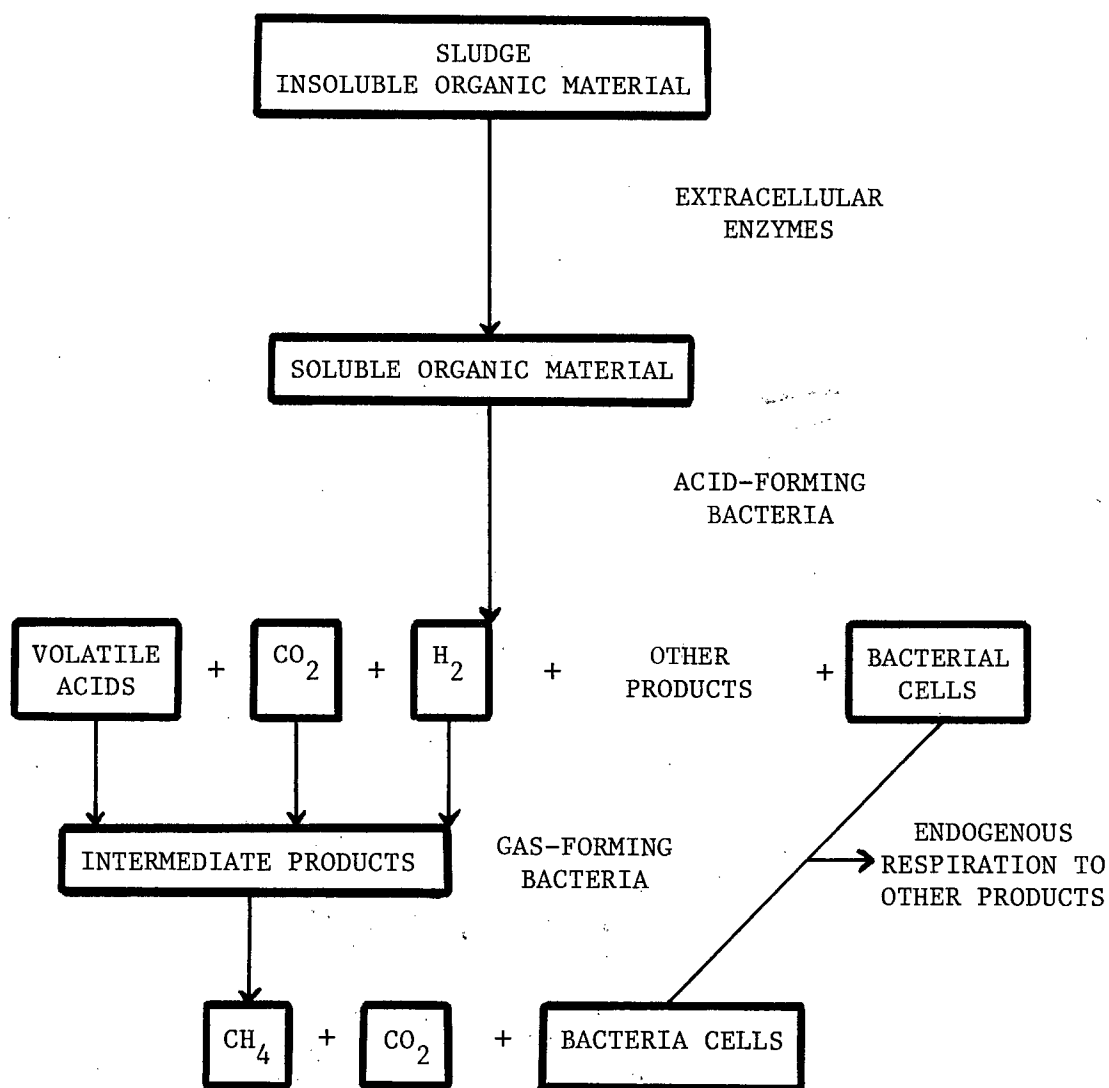 SLUDGE
INSOLUBLE ORGANIC MATERIAL
EXTRACELLULAR
ENZYMES
SOLUBLE ORGANIC MATERIAL
ACID-FORMING
BACTERIA
VOLATILE
ACIDS
+
CO2
+
H2
+
OTHER
PRODUCTS
+
BACTERIAL
CELLS
INTERMEDIATE PRODUCTS
GAS-FORMING
BACTERIA
ENDOGENOUS
RESPIRATION TO
OTHER PRODUCTS
CH4
+
CO2
+
BACTERIA CELLS